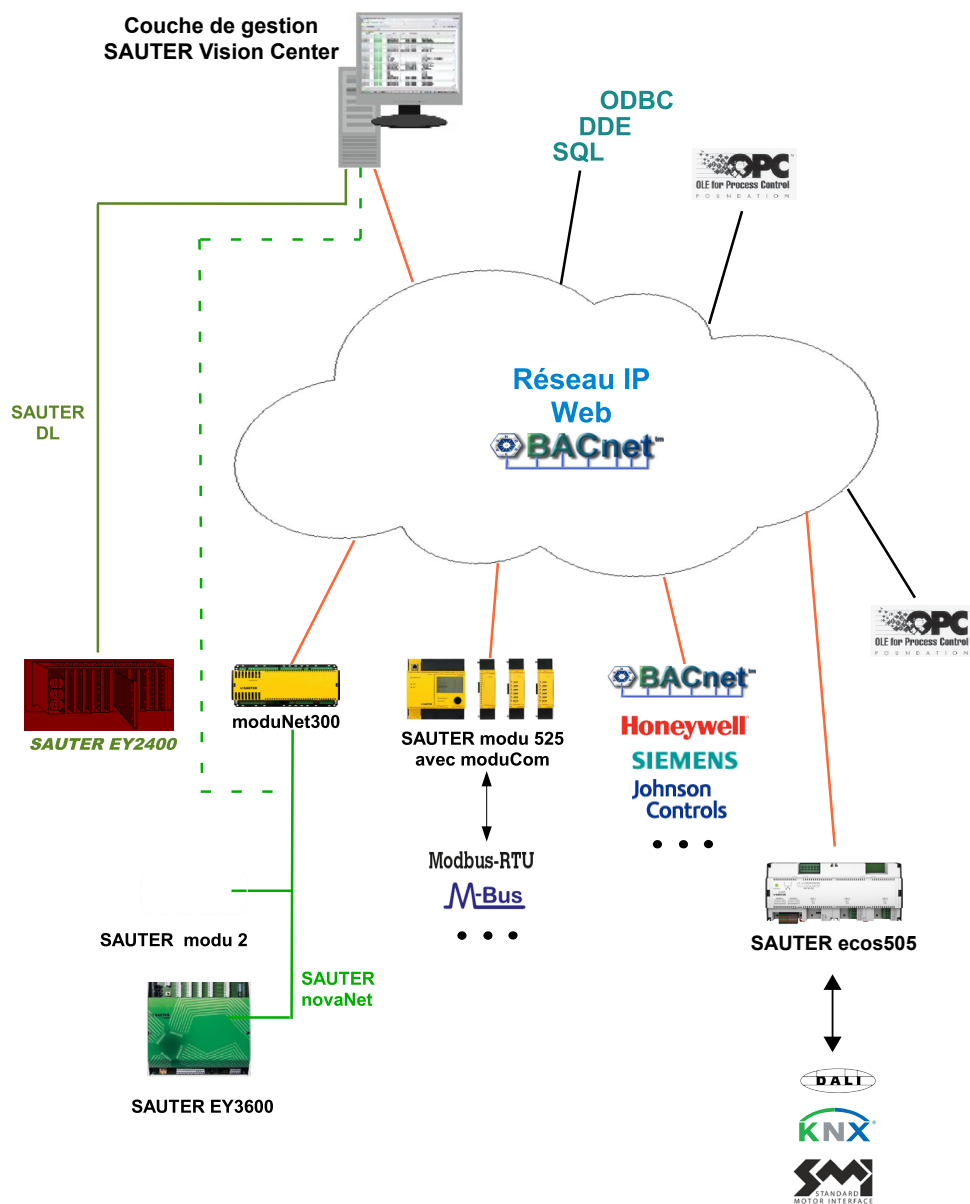 Couche de gestion
SAUTER Vision Center
ODBC
DDE
SQL
OPC
OLE for Process Control
FOUNDATION
Réseau IP
Web
BACnet™
SAUTER
DL
OPC
OLE for Process Control
FOUNDATION
SAUTER EY2400
moduNet300
SAUTER modu 525
avec moduCom
BACnet™
Honeywell
SIEMENS
Johnson
Controls
• • •
Modbus-RTU
M-Bus
• • •
SAUTER modu 2
SAUTER
novaNet
SAUTER EY3600
SAUTER ecos505
DALI
KNX®
SMI
STANDARD
MOTOR INTERFACE